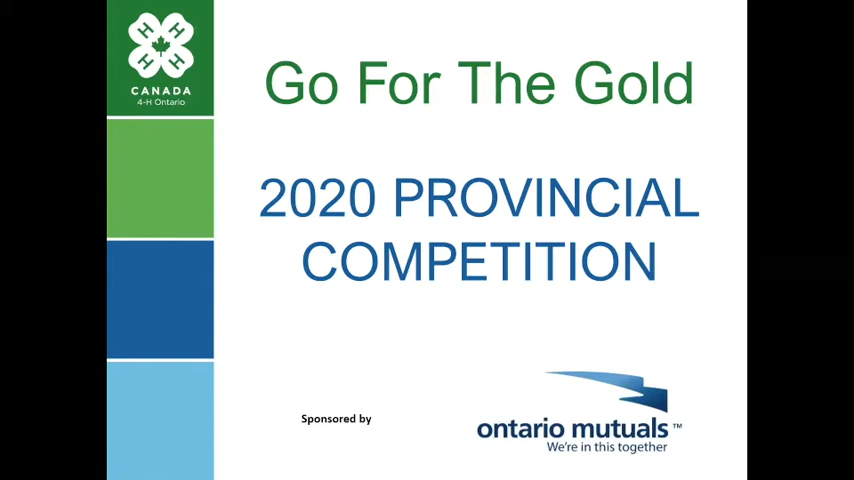 H H
H H
CANADA
4-H Ontario
Go For The Gold
2020 PROVINCIAL
COMPETITION
Sponsored by
ontario mutuals™
We're in this together